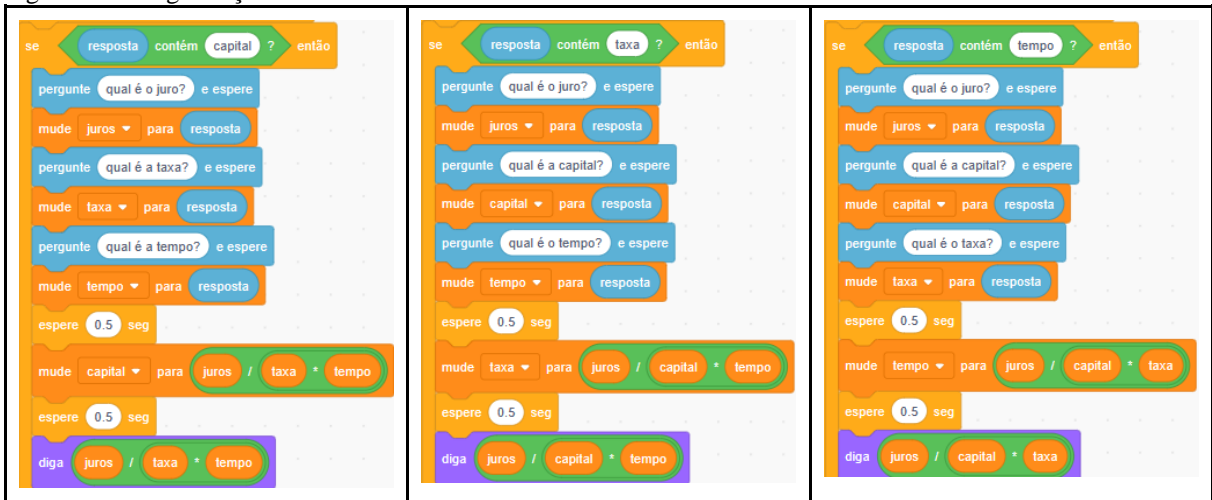 se resposta contém capital ? então
pergunte qual é o juro? e espere
mude juros para resposta
pergunte qual é a taxa? e espere
mude taxa para resposta
pergunte qual é a tempo? e espere
mude tempo para resposta
espere 0.5 seg
mude capital para juros / taxa * tempo
espere 0.5 seg
diga juros / taxa * tempo
se resposta contém taxa ? então
pergunte qual é o juro? e espere
mude juros para resposta
pergunte qual é a capital? e espere
mude capital para resposta
pergunte qual é o tempo? e espere
mude tempo para resposta
espere 0.5 seg
mude taxa para juros / capital * tempo
espere 0.5 seg
diga juros / capital * tempo
se resposta contém tempo ? então
pergunte qual é o juro? e espere
mude juros para resposta
pergunte qual é a capital? e espere
mude capital para resposta
pergunte qual é o taxa? e espere
mude taxa para resposta
espere 0.5 seg
mude tempo para juros / capital * taxa
espere 0.5 seg
diga juros / capital * taxa